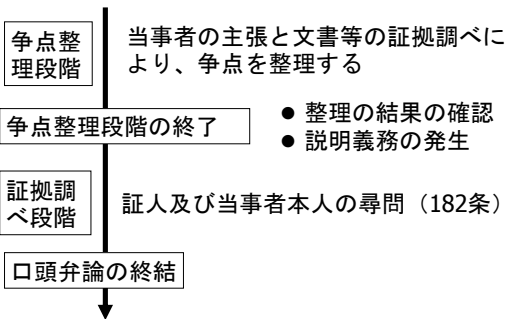 争点整
理段階
当事者の主張と文書等の証拠調べに
より、争点を整理する
争点整理段階の終了
● 整理の結果の確認
● 説明義務の発生
証拠調
べ段階
証人及び当事者本人の尋問（182条）
口頭弁論の終結